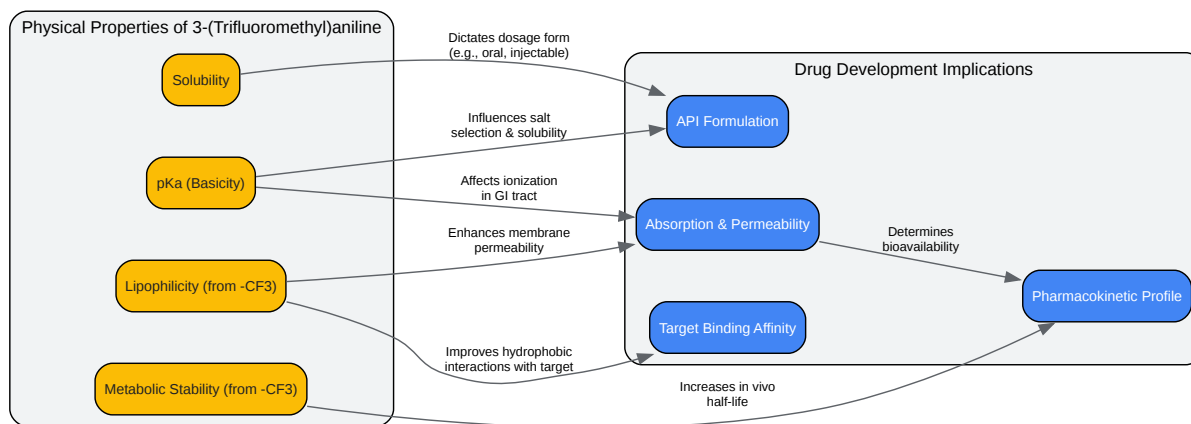 Physical Properties of 3-(Trifluoromethyl)aniline
Solubility
pKa (Basicity)
Lipophilicity (from -CF3)
Metabolic Stability (from -CF3)
Dictates dosage form
(e.g., oral, injectable)
Influences salt
selection & solubility
Affects ionization
in GI tract
Enhances membrane
permeability
Improves hydrophobic
interactions with target
Increases in vivo
half-life
Drug Development Implications
API Formulation
Absorption & Permeability
Target Binding Affinity
Determines
bioavailability
Pharmacokinetic Profile